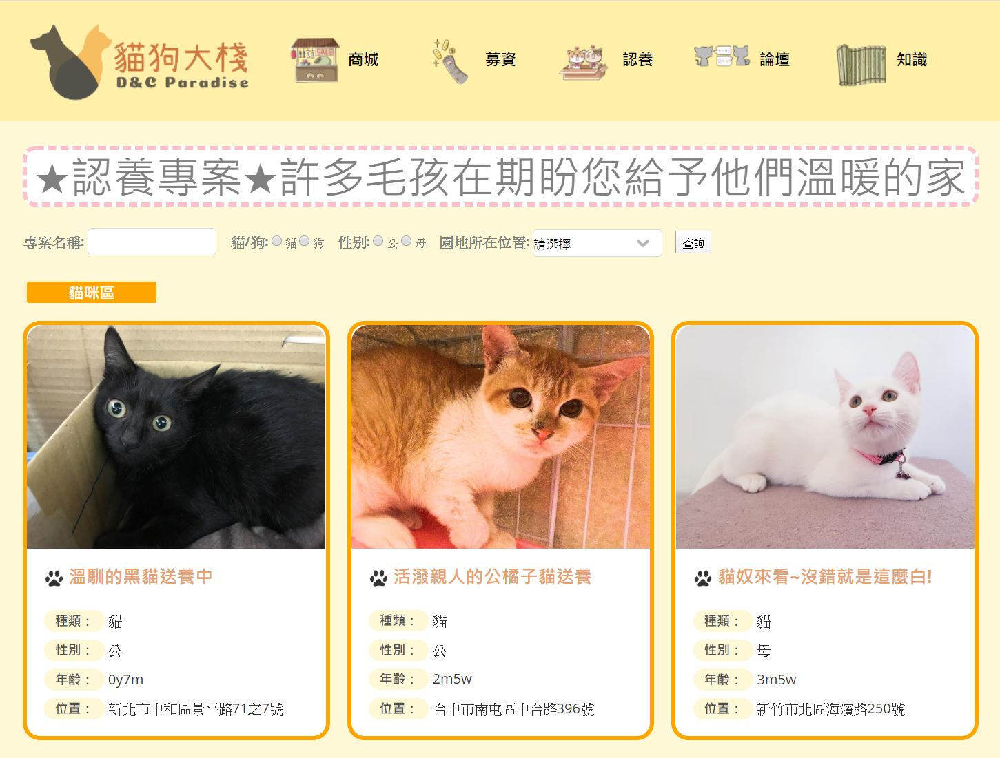 貓狗大棧
D&C Paradise
SALE
商城
募資
認養
論壇
知識
★認養專案★許多毛孩在期盼您給予他們溫暖的家
專案名稱: 貓/狗: 貓 狗 性別: 公 母 園地所在位置: 請選擇 查詢
貓咪區
溫馴的黑貓送養中
種類： 貓
性別： 公
年齡： 0y7m
位置： 新北市中和區景平路71之7號
活潑親人的公橘子貓送養
種類： 貓
性別： 公
年齡： 2m5w
位置： 台中市南屯區中台路396號
貓奴來看~沒錯就是這麼白!
種類： 貓
性別： 母
年齡： 3m5w
位置： 新竹市北區海濱路250號